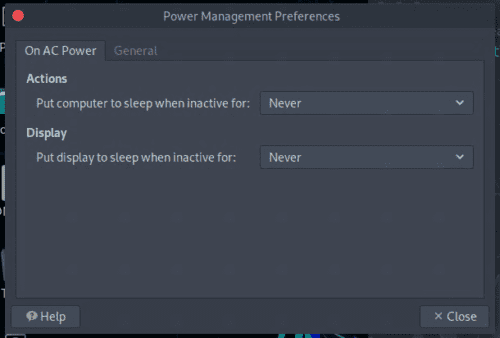 Power Management Preferences
On AC Power General
Actions
Put computer to sleep when inactive for: Never
Display
Put display to sleep when inactive for: Never
Help Close